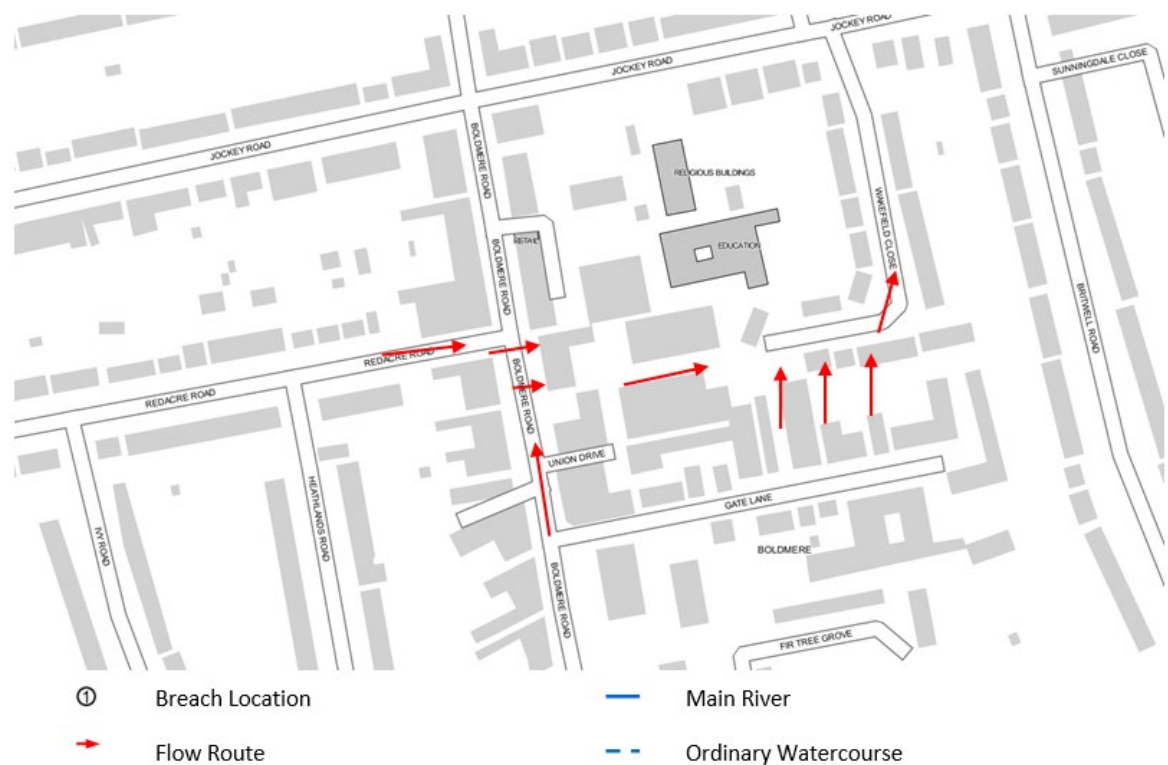 JOCKEY ROAD
JOCKEY ROAD
SUNNINGDALE CLOSE
JOCKEY ROAD
BOLDMERE ROAD
RELIGIOUS BUILDINGS
WAKEFIELD CLOSE
RETAIL
EDUCATION
BOLDMERE ROAD
BRITWELL ROAD
REDACRE ROAD
REDACRE ROAD
BOLDMERE ROAD
UNION DRIVE
HEATHLANDS ROAD
GATE LANE
IVY ROAD
BOLDMERE
BOLDMERE ROAD
FIR TREE GROVE
1 Breach Location
Main River
Flow Route
Ordinary Watercourse